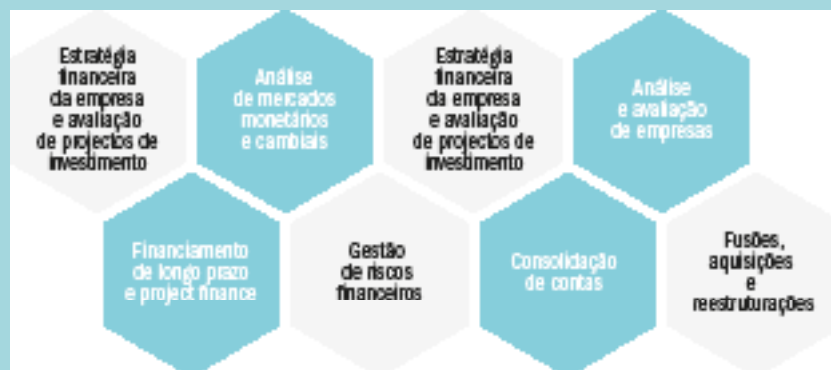 Estratégia
financeira
da empresa
e avaliação
de projectos de
investimento
Análise
de mercados
monetários
e cambiais
Estratégia
financeira
da empresa
e avaliação
de projectos de
investimento
Análise
e avaliação
de empresas
Financiamento
de longo prazo
e project finance
Gestão
de riscos
financeiros
Consolidação
de contas
Fusões,
aquisições
e
reestruturações